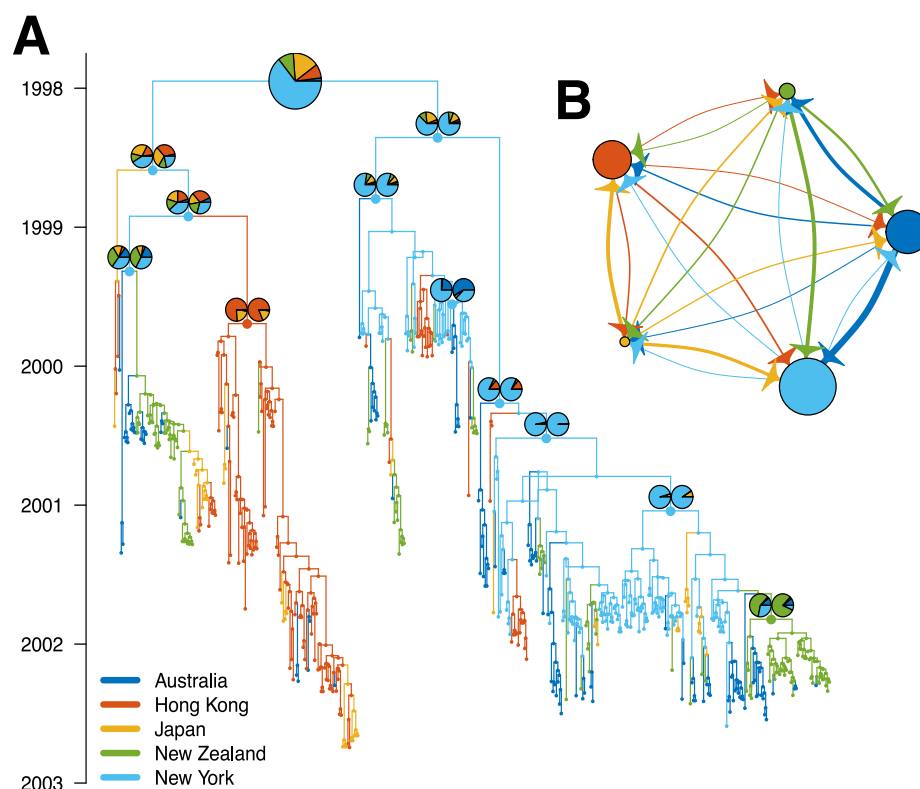 A
B
1998
1999
2000
2001
2002
2003
Australia
Hong Kong
Japan
New Zealand
New York